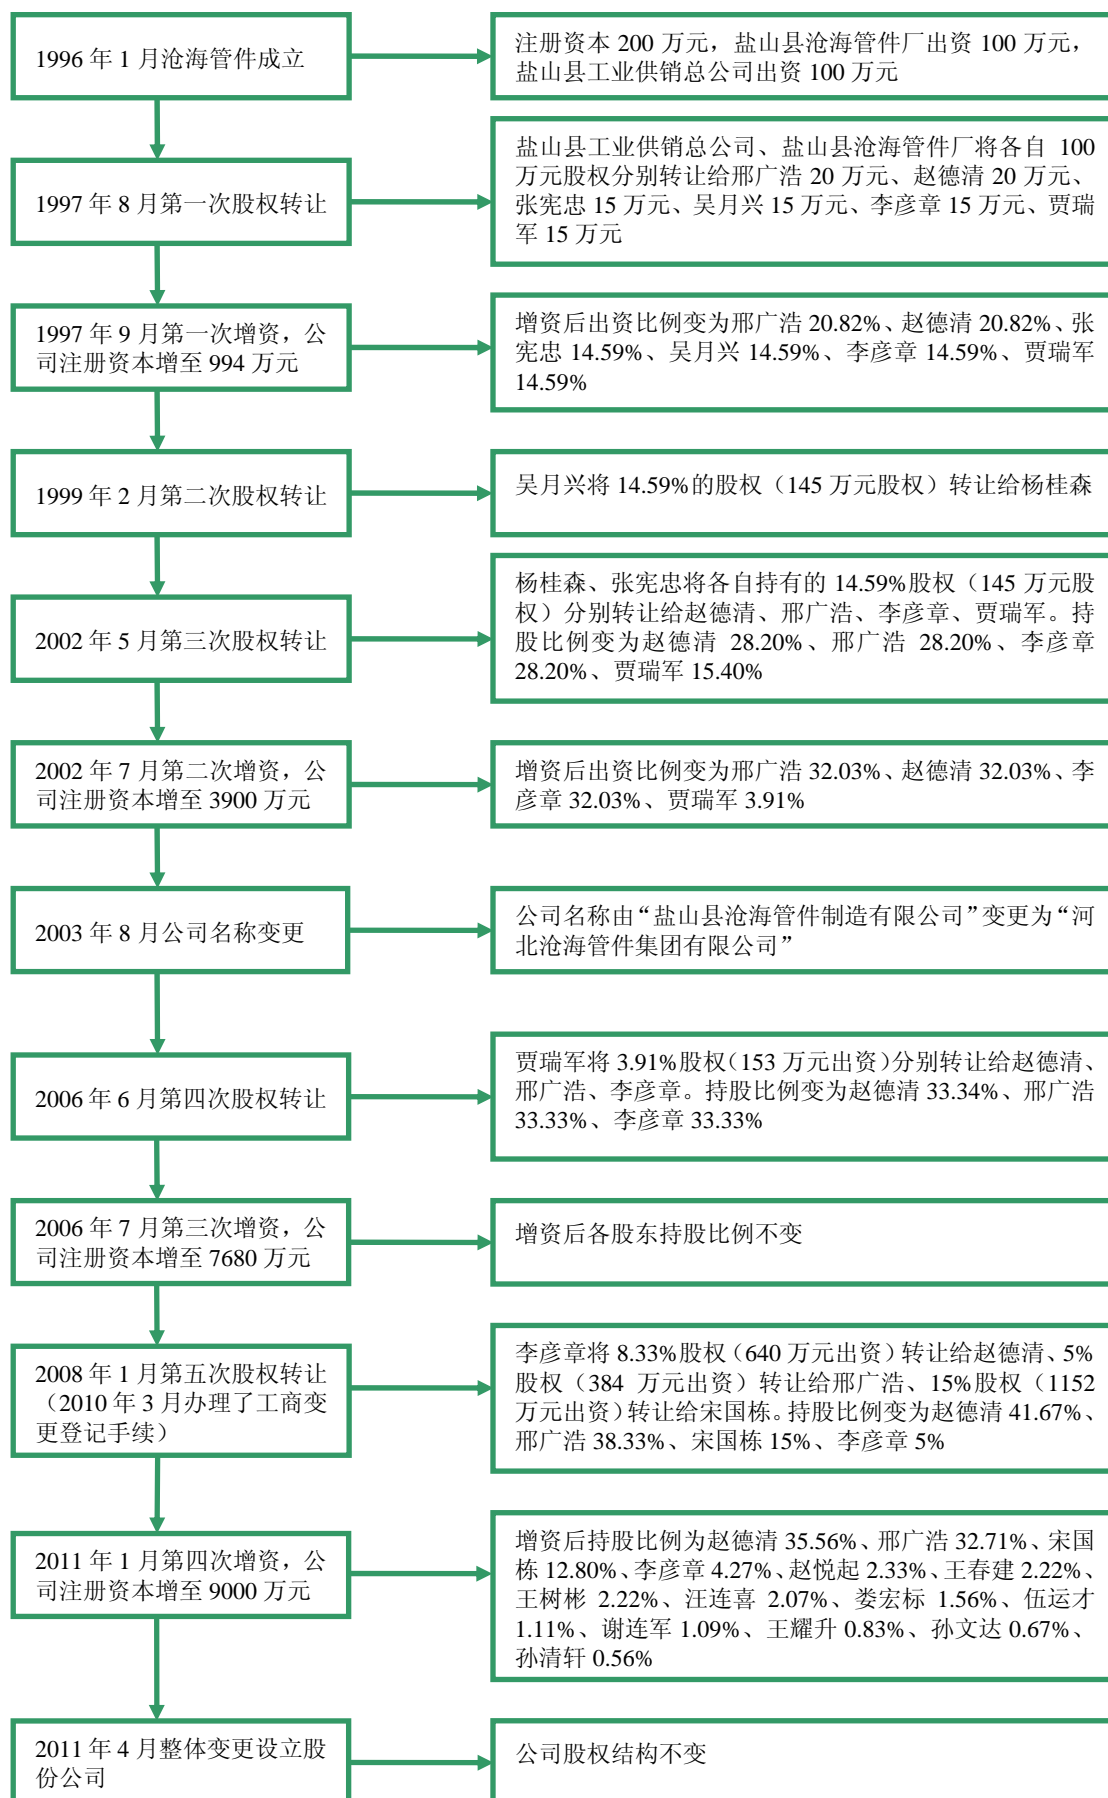 1996 年 1 月沧海管件成立
注册资本 200 万元，盐山县沧海管件厂出资 100 万元，
盐山县工业供销总公司出资 100 万元
1997 年 8 月第一次股权转让
盐山县工业供销总公司、盐山县沧海管件厂将各自 100
万元股权分别转让给邢广浩 20 万元、赵德清 20 万元、
张宪忠 15 万元、吴月兴 15 万元、李彦章 15 万元、贾瑞
军 15 万元
1997 年 9 月第一次增资，公
司注册资本增至 994 万元
增资后出资比例变为邢广浩 20.82%、赵德清 20.82%、张
宪忠 14.59%、吴月兴 14.59%、李彦章 14.59%、贾瑞军
14.59%
1999 年 2 月第二次股权转让
吴月兴将 14.59%的股权（145 万元股权）转让给杨桂森
2002 年 5 月第三次股权转让
杨桂森、张宪忠将各自持有的 14.59%股权（145 万元股
权）分别转让给赵德清、邢广浩、李彦章、贾瑞军。持
股比例变为赵德清 28.20%、邢广浩 28.20%、李彦章
28.20%、贾瑞军 15.40%
2002 年 7 月第二次增资，公
司注册资本增至 3900 万元
增资后出资比例变为邢广浩 32.03%、赵德清 32.03%、李
彦章 32.03%、贾瑞军 3.91%
2003 年 8 月公司名称变更
公司名称由“盐山县沧海管件制造有限公司”变更为“河
北沧海管件集团有限公司”
2006 年 6 月第四次股权转让
贾瑞军将 3.91%股权（153 万元出资）分别转让给赵德清、
邢广浩、李彦章。持股比例变为赵德清 33.34%、邢广浩
33.33%、李彦章 33.33%
2006 年 7 月第三次增资，公
司注册资本增至 7680 万元
增资后各股东持股比例不变
2008 年 1 月第五次股权转让
（2010 年 3 月办理了工商变
更登记手续）
李彦章将 8.33%股权（640 万元出资）转让给赵德清、5%
股权（384 万元出资）转让给邢广浩、15%股权（1152
万元出资）转让给宋国栋。持股比例变为赵德清 41.67%、
邢广浩 38.33%、宋国栋 15%、李彦章 5%
2011 年 1 月第四次增资，公
司注册资本增至 9000 万元
增资后持股比例为赵德清 35.56%、邢广浩 32.71%、宋国
栋 12.80%、李彦章 4.27%、赵悦起 2.33%、王春建 2.22%、
王树彬 2.22%、汪连喜 2.07%、娄宏标 1.56%、伍运才
1.11%、谢连军 1.09%、王耀升 0.83%、孙文达 0.67%、
孙清轩 0.56%
2011 年 4 月整体变更设立股
份公司
公司股权结构不变